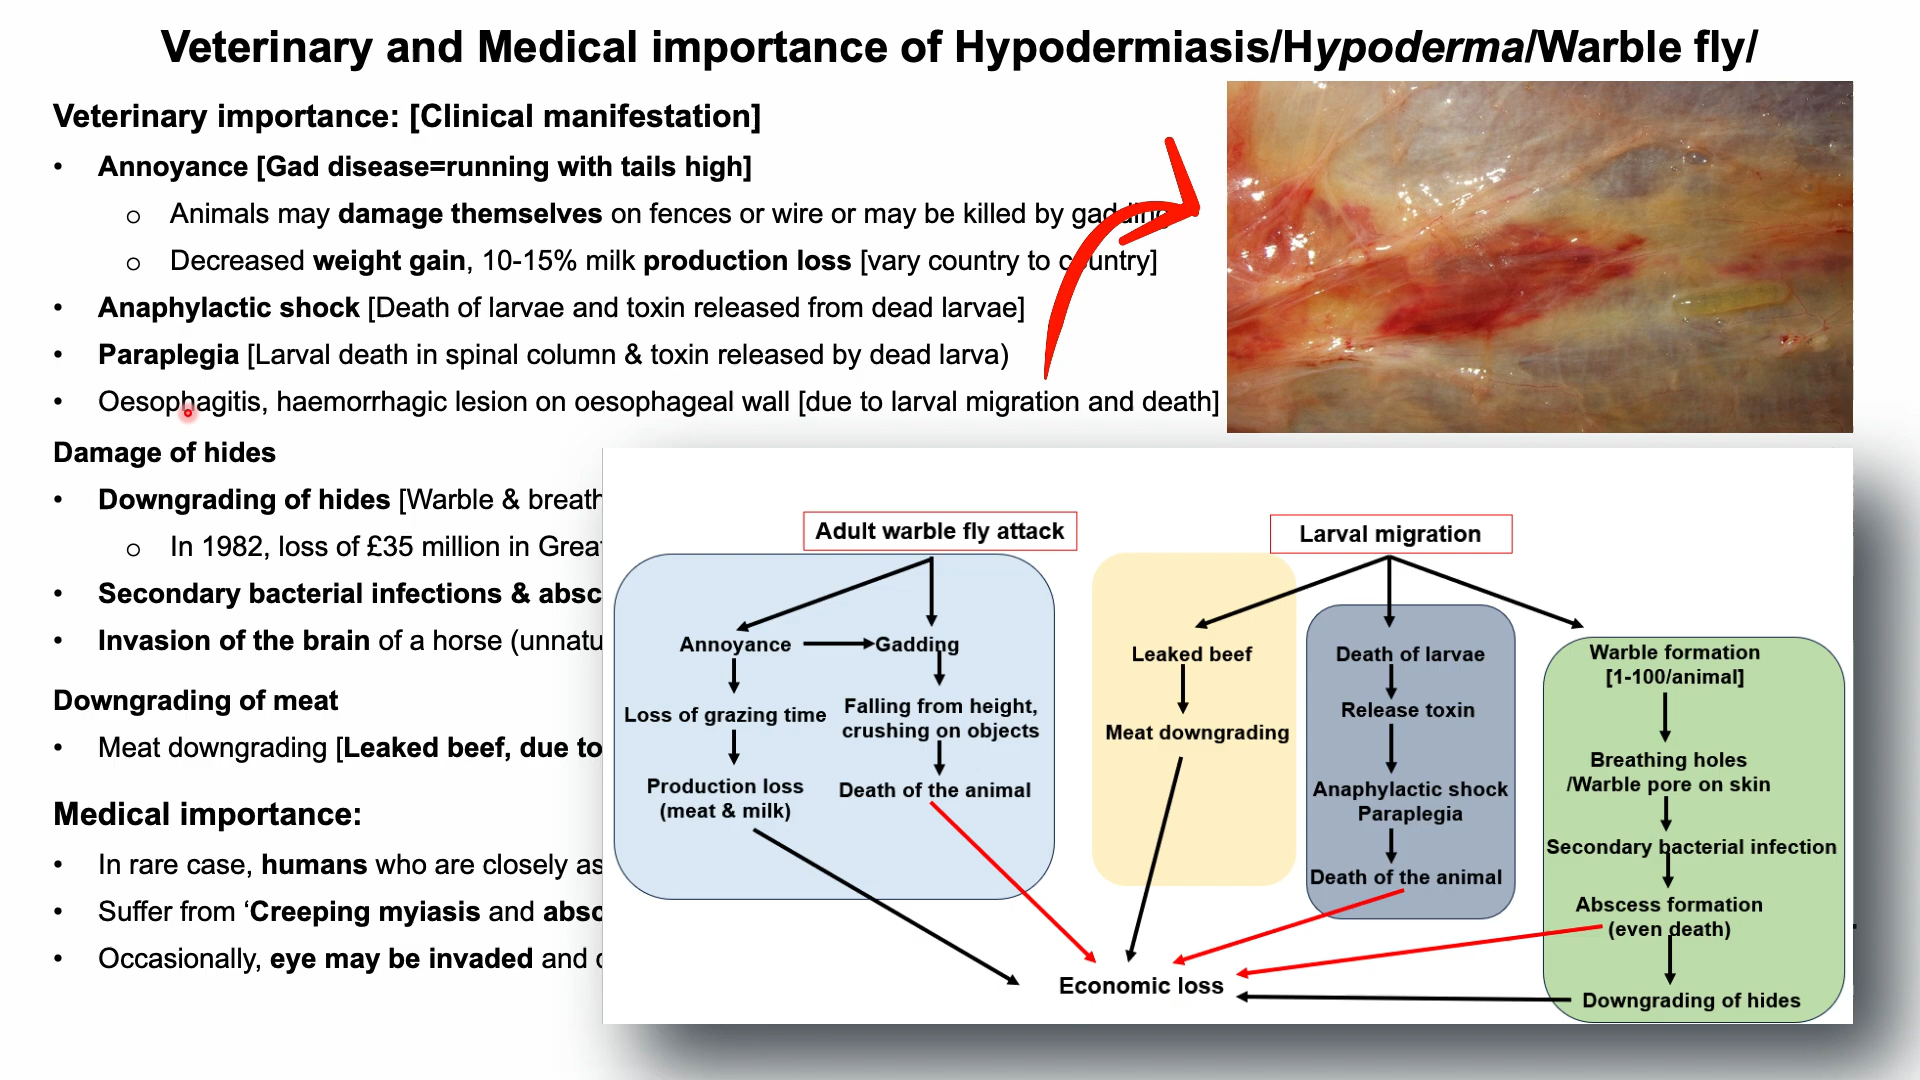 Veterinary and Medical importance of Hypodermiasis/Hypoderma/Warble fly/
Veterinary importance: [Clinical manifestation]
• Annoyance [Gad disease=running with tails high]
o Animals may damage themselves on fences or wire or may be killed by gadding
o Decreased weight gain, 10-15% milk production loss [vary country to country]
• Anaphylactic shock [Death of larvae and toxin released from dead larvae]
• Paraplegia [Larval death in spinal column & toxin released by dead larva)
• Oesophagitis, haemorrhagic lesion on oesophageal wall [due to larval migration and death]
Damage of hides
• Downgrading of hides [Warble &
o In 1982, loss of £35 million in
• Secondary bacterial infections &
• Invasion of the brain of a horse
Downgrading of meat
• Meat downgrading [Leaked beef, due to
Medical importance:
• In rare case, humans who are closely
• Suffer from ‘Creeping myiasis and
• Occasionally, eye may be invaded and
Adult warble fly attack
Annoyance
Gadding
Loss of grazing time
Falling from height,
crushing on objects
Production loss
(meat & milk)
Death of the animal
Larval migration
Leaked beef
Meat downgrading
Death of larvae
Release toxin
Anaphylactic shock
Paraplegia
Death of the animal
Warble formation
[1-100/animal]
Breathing holes
/Warble pore on skin
Secondary bacterial infection
Abscess formation
(even death)
Downgrading of hides
Economic loss